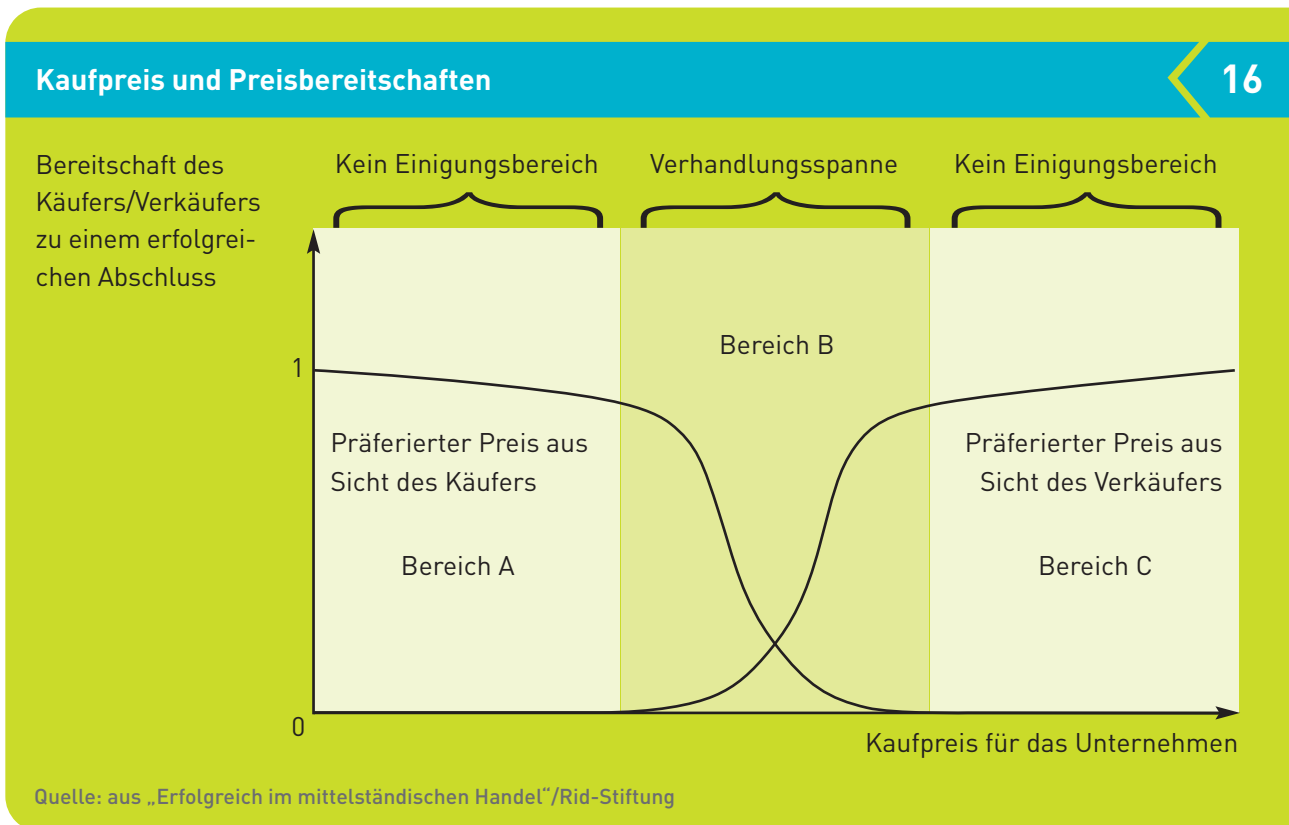 Kaufpreis und Preisbereitschaften
16
Bereitschaft des
Käufers/Verkäufers
zu einem erfolgrei-
chen Abschluss
Kein Einigungsbereich
Verhandlungsspanne
Kein Einigungsbereich
Bereich B
1
Präferierter Preis aus
Sicht des Käufers
Präferierter Preis aus
Sicht des Verkäufers
Bereich A
Bereich C
0
Kaufpreis für das Unternehmen
Quelle: aus „Erfolgreich im mittelständischen Handel“/Rid-Stiftung